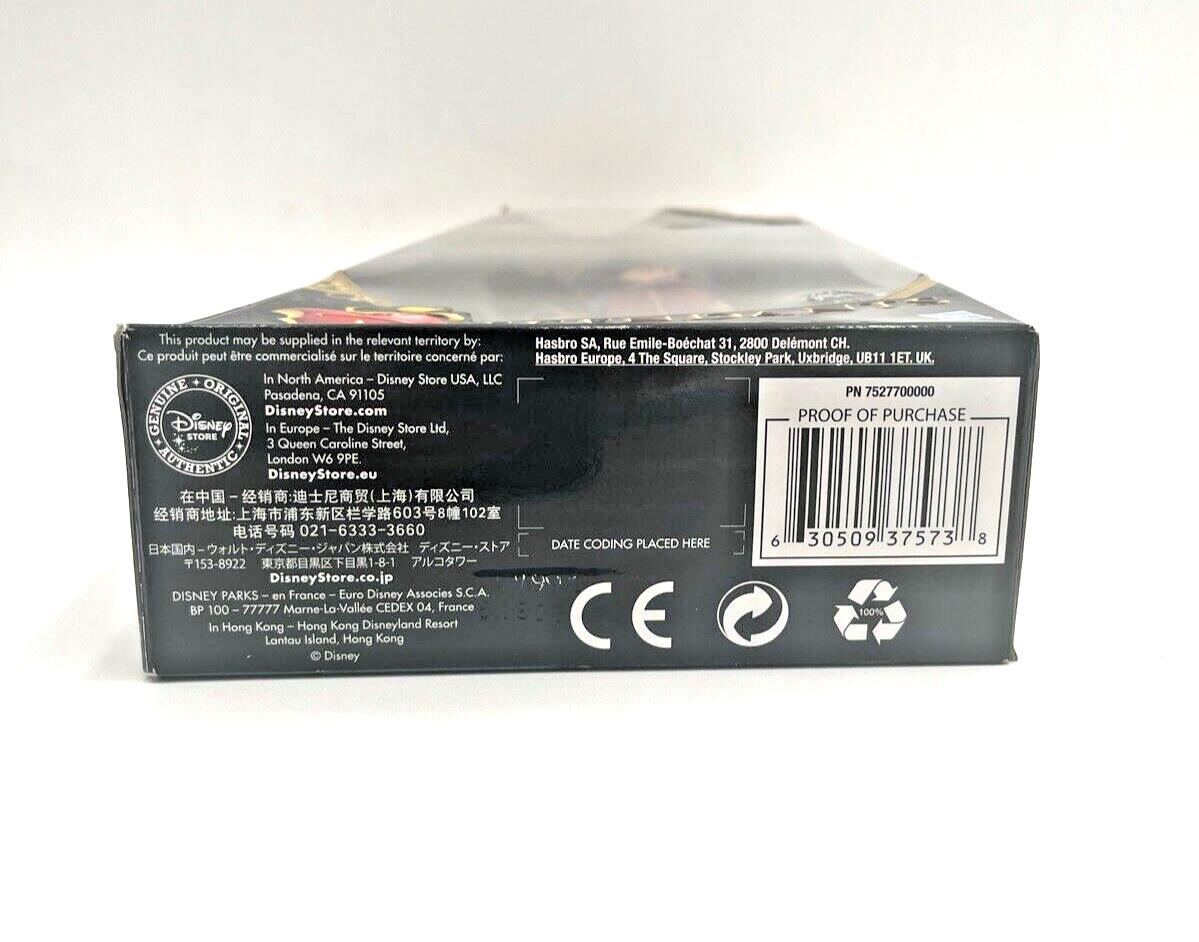 This product may be supplied in the relevant territory by:
Ce produit peut être commercialisé sur le territoire concerné par:
GENUINE • ORIGINAL • AUTHENTIC •
Disney
STORE
In North America – Disney Store USA, LLC
Pasadena, CA 91105
DisneyStore.com
In Europe – The Disney Store Ltd,
3 Queen Caroline Street,
London W6 9PE.
DisneyStore.eu
在中国–经销商:迪士尼商贸(上海)有限公司
经销商地址:上海市浦东新区栏学路603号8幢102室
电话号码 021-6333-3660
日本国内–ウォルト・ディズニー・ジャパン株式会社 ディズニー・ストア
〒153-8922 東京都目黒区下目黒1-8-1 アルコタワー
DisneyStore.co.jp
DISNEY PARKS – en France – Euro Disney Associes S.C.A.
BP 100 – 77777 Marne-La-Vallée CEDEX 04, France
In Hong Kong – Hong Kong Disneyland Resort
Lantau Island, Hong Kong
© Disney
Hasbro SA, Rue Emile-Boéchat 31, 2800 Delémont CH.
Hasbro Europe, 4 The Square, Stockley Park, Uxbridge, UB11 1ET. UK.
DATE CODING PLACED HERE
CE
PN 7527700000
PROOF OF PURCHASE
6 30509 37573 8
100%